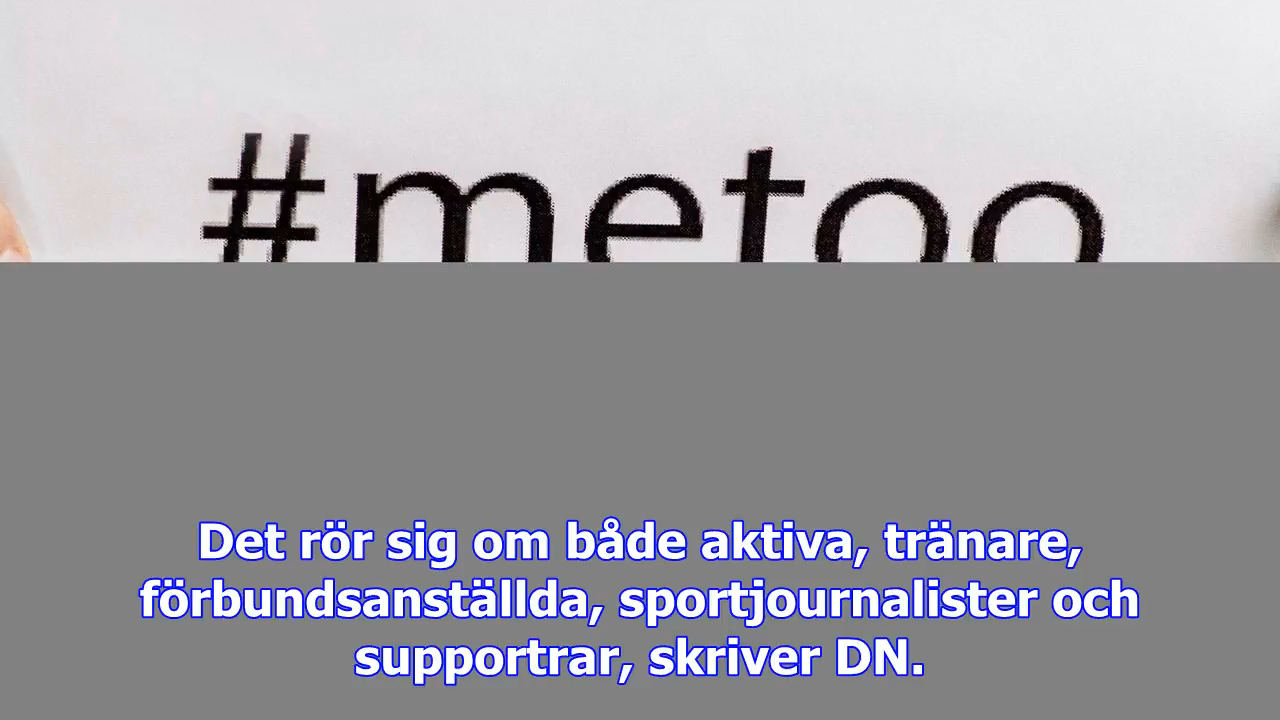 #metoo
Det rör sig om både aktiva, tränare,
förbundsanställda, sportjournalister och
supportrar, skriver DN.